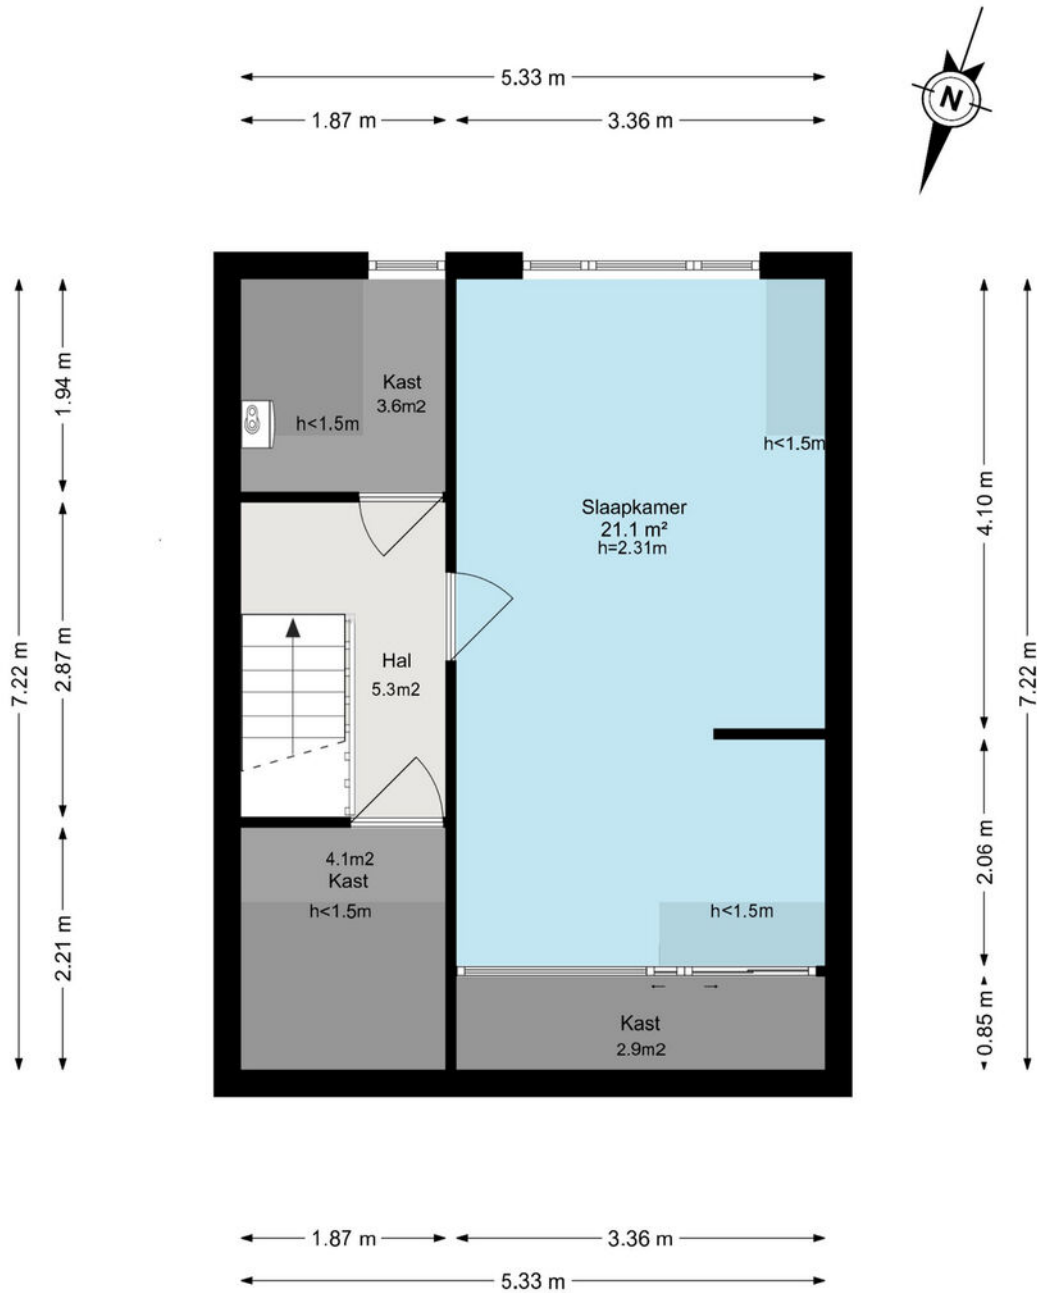 5.33 m
1.87 m
3.36 m
N
Kast
3.6m2
h<1.5m
h<1.5m
1.94 m
2.87 m
2.21 m
7.22 m
Slaapkamer
21.1 m²
h=2.31m
4.10 m
2.06 m
0.85 m
7.22 m
Hal
5.3m2
4.1m2
Kast
h<1.5m
h<1.5m
Kast
2.9m2
1.87 m
3.36 m
5.33 m